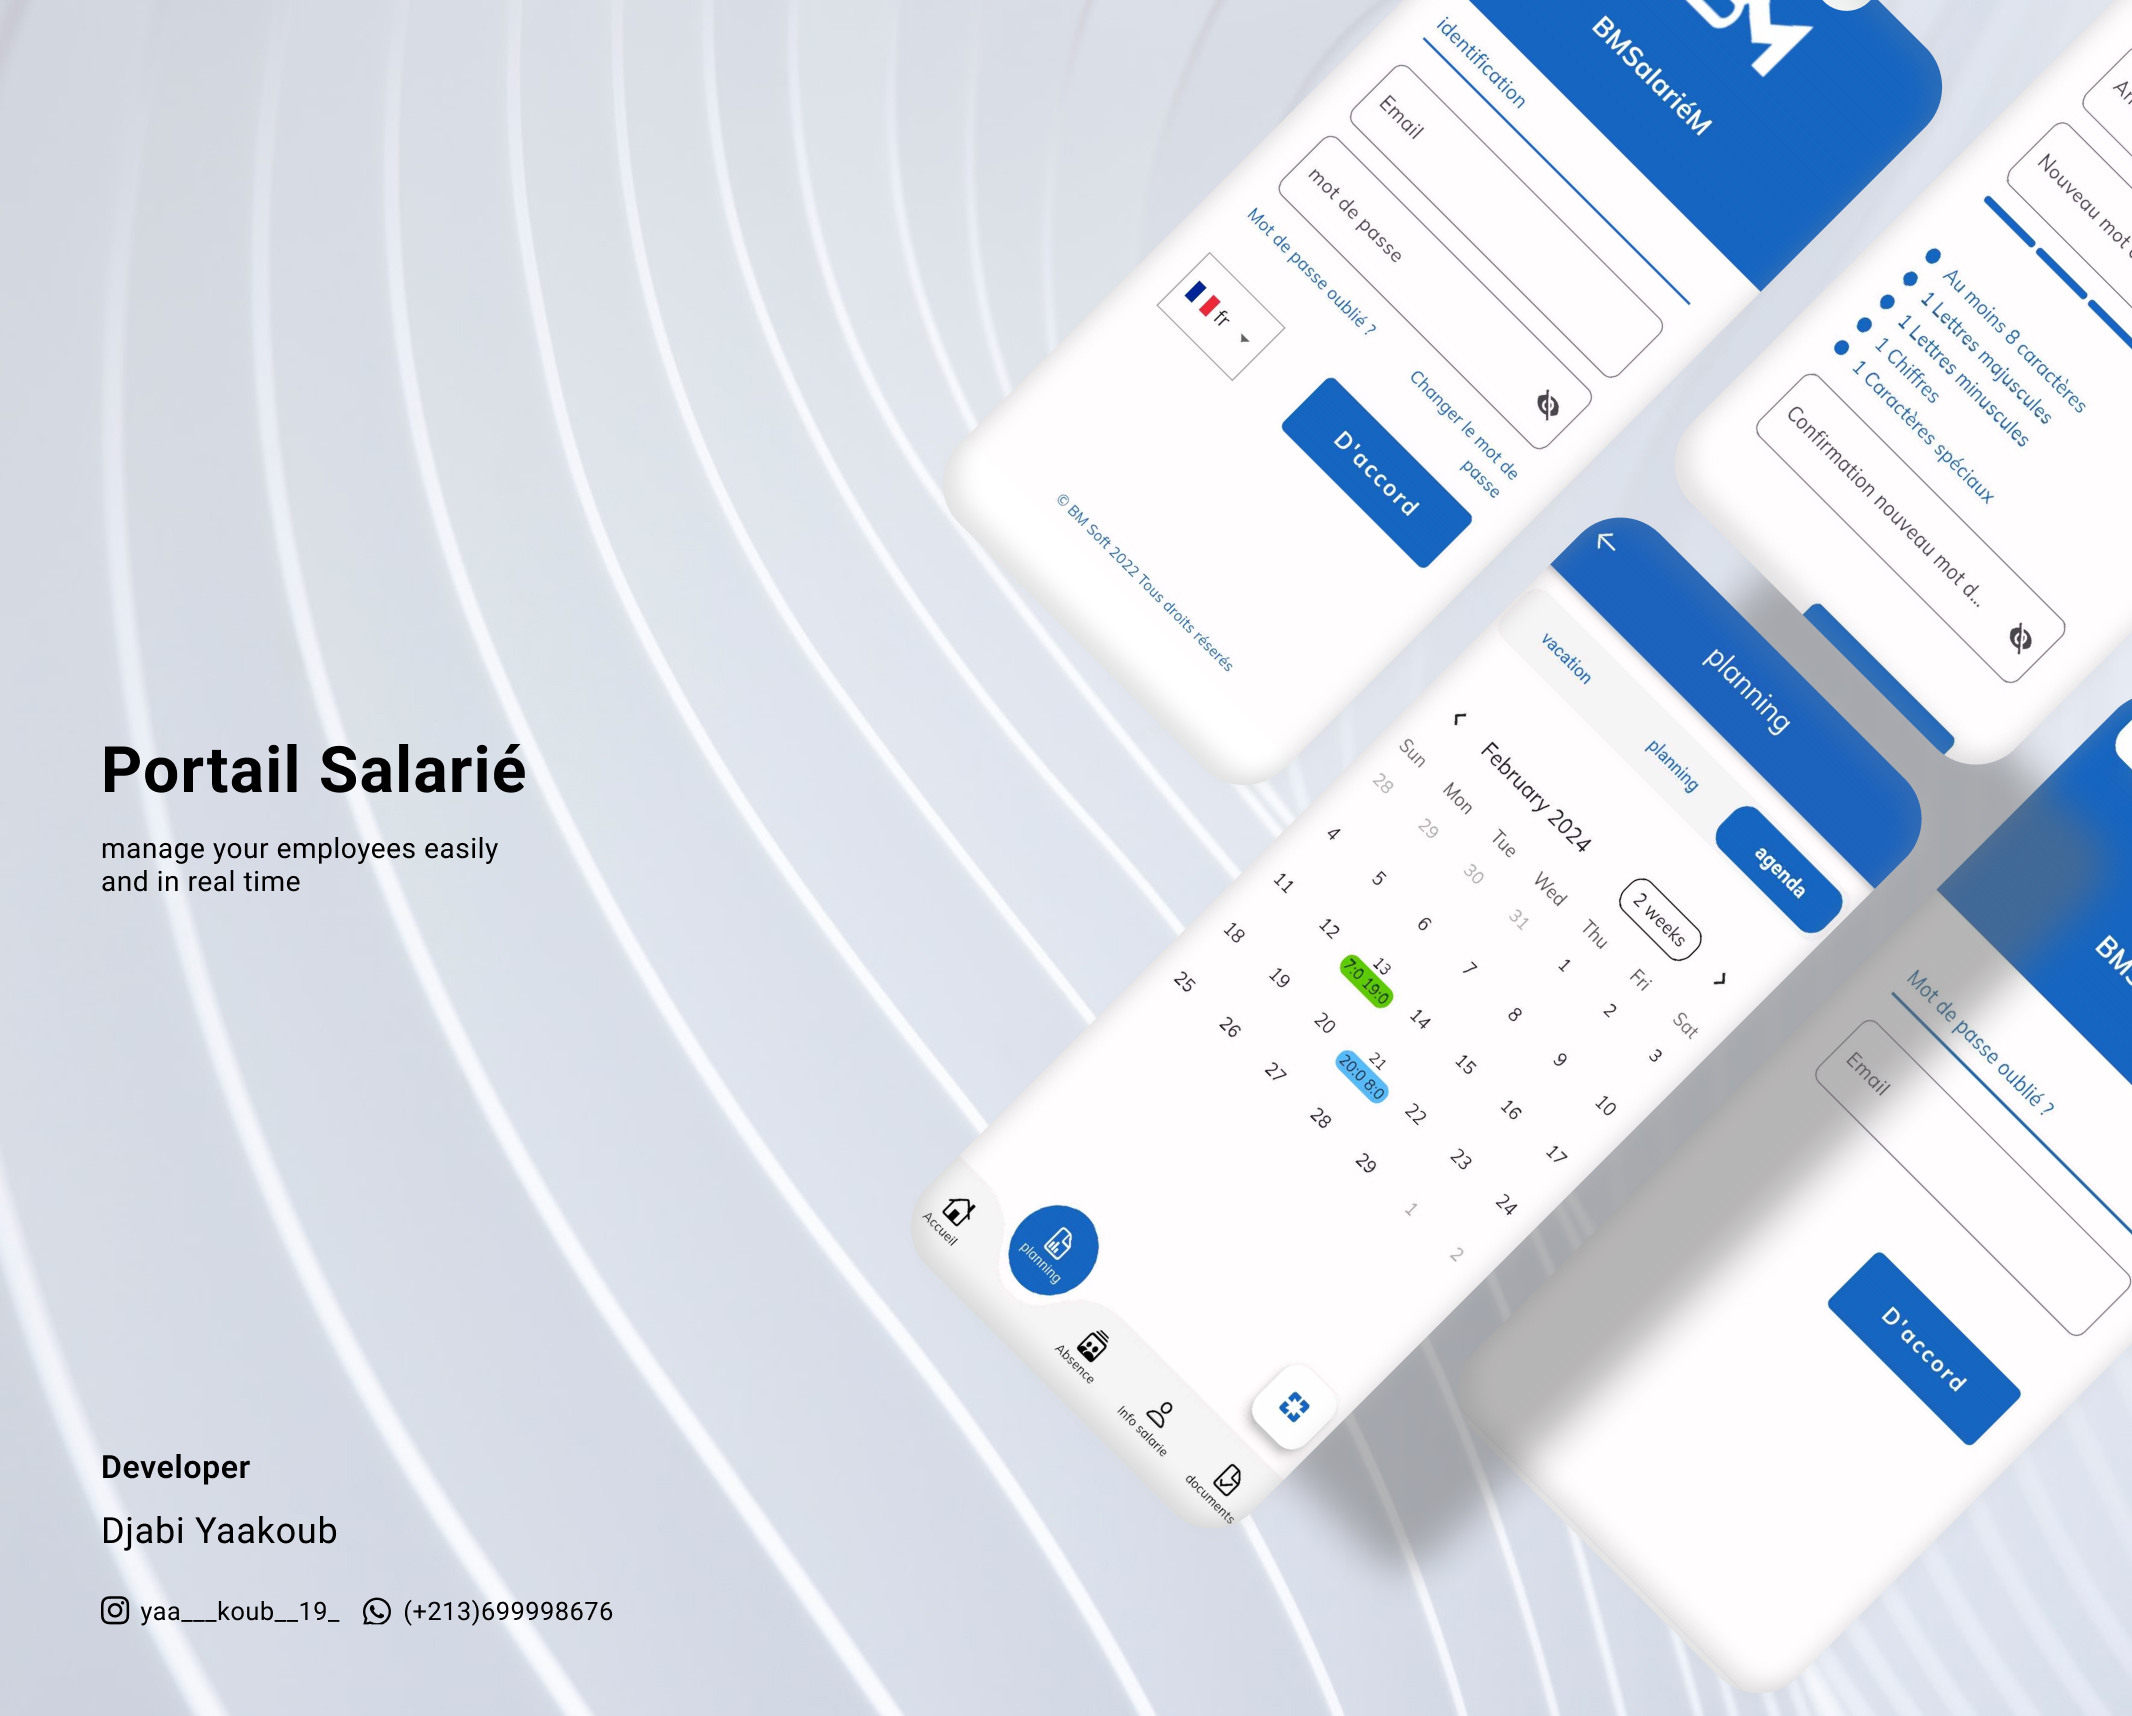 Portail Salarié
manage your employees easily
and in real time
Developer
Djabi Yaakoub
yaa___koub__19_ (+213)699998676
BM
BMSalariéM
identification
Email
mot de passe
Mot de passe oublié ?
Changer le mot de
passe
fr
D'accord
© BM Soft 2022 Tous droits résérés
Nouveau mot
Au moins 8 caractères
1 Lettres majuscules
1 Lettres minuscules
1 Chiffres
1 Caractères spéciaux
Confirmation nouveau mot d...
planning
vacation planning agenda
February 2024 2 weeks
Sun Mon Tue Wed Thu Fri Sat
28 29 30 31 1 2 3
4 5 6 7 8 9 10
11 12 13 14 15 16 17
7:0 19:0
18 19 20 21 22 23 24
20:0 8:0
25 26 27 28 29 1 2
Accueil planning Absence Info salarie documents
Mot de passe oublié ?
Email
D'accord